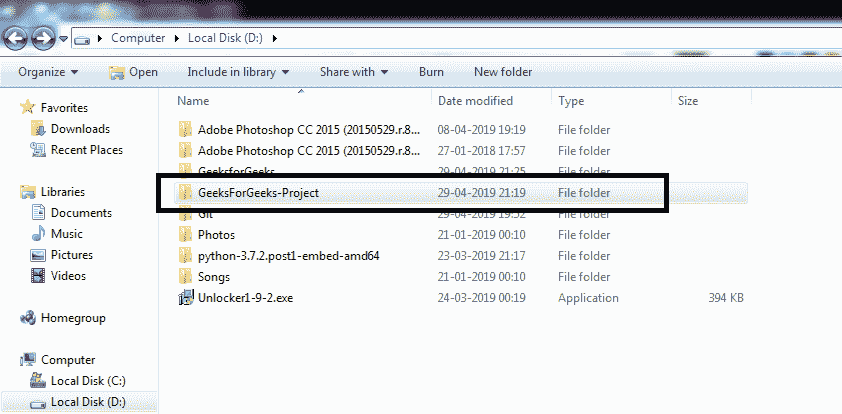 Computer Local Disk (D:)
Organize Open Include in library Share with Burn New folder
Name Date modified Type Size
Favorites
Downloads
Recent Places
Libraries
Documents
Music
Pictures
Videos
Homegroup
Computer
Local Disk (C:)
Local Disk (D:)
Adobe Photoshop CC 2015 (20150529.r.8... 08-04-2019 19:19 File folder
Adobe Photoshop CC 2015 (20150529.r.8... 27-01-2018 17:57 File folder
GeeksforGeeks 29-04-2019 21:25 File folder
GeeksForGeeks-Project 29-04-2019 21:19 File folder
Git 29-04-2019 19:52 File folder
Photos 21-01-2019 00:10 File folder
python-3.7.2.post1-embed-amd64 23-03-2019 21:17 File folder
Songs 21-01-2019 00:10 File folder
Unlocker1-9-2.exe 24-03-2019 00:19 Application 394 KB